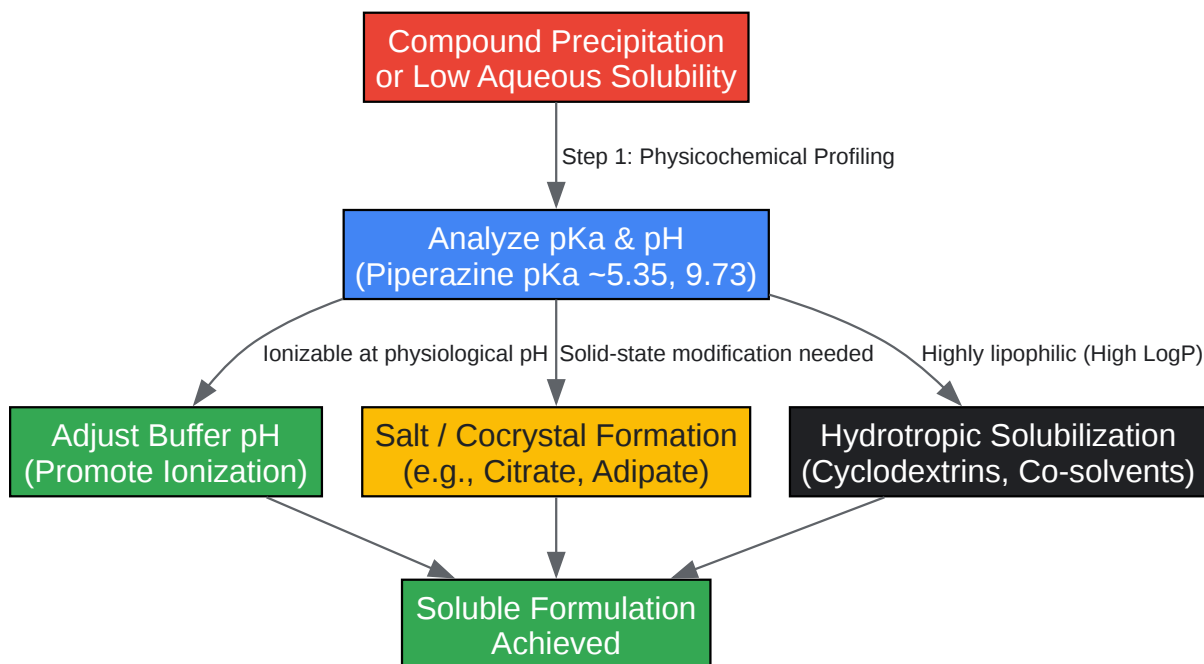 Compound Precipitation
or Low Aqueous Solubility
Step 1: Physicochemical Profiling
Analyze pKa & pH
(Piperazine pKa ~5.35, 9.73)
Ionizable at physiological pH
Solid-state modification needed
Highly lipophilic (High LogP)
Adjust Buffer pH
(Promote Ionization)
Salt / Cocrystal Formation
(e.g., Citrate, Adipate)
Hydrotropic Solubilization
(Cyclodextrins, Co-solvents)
Soluble Formulation
Achieved